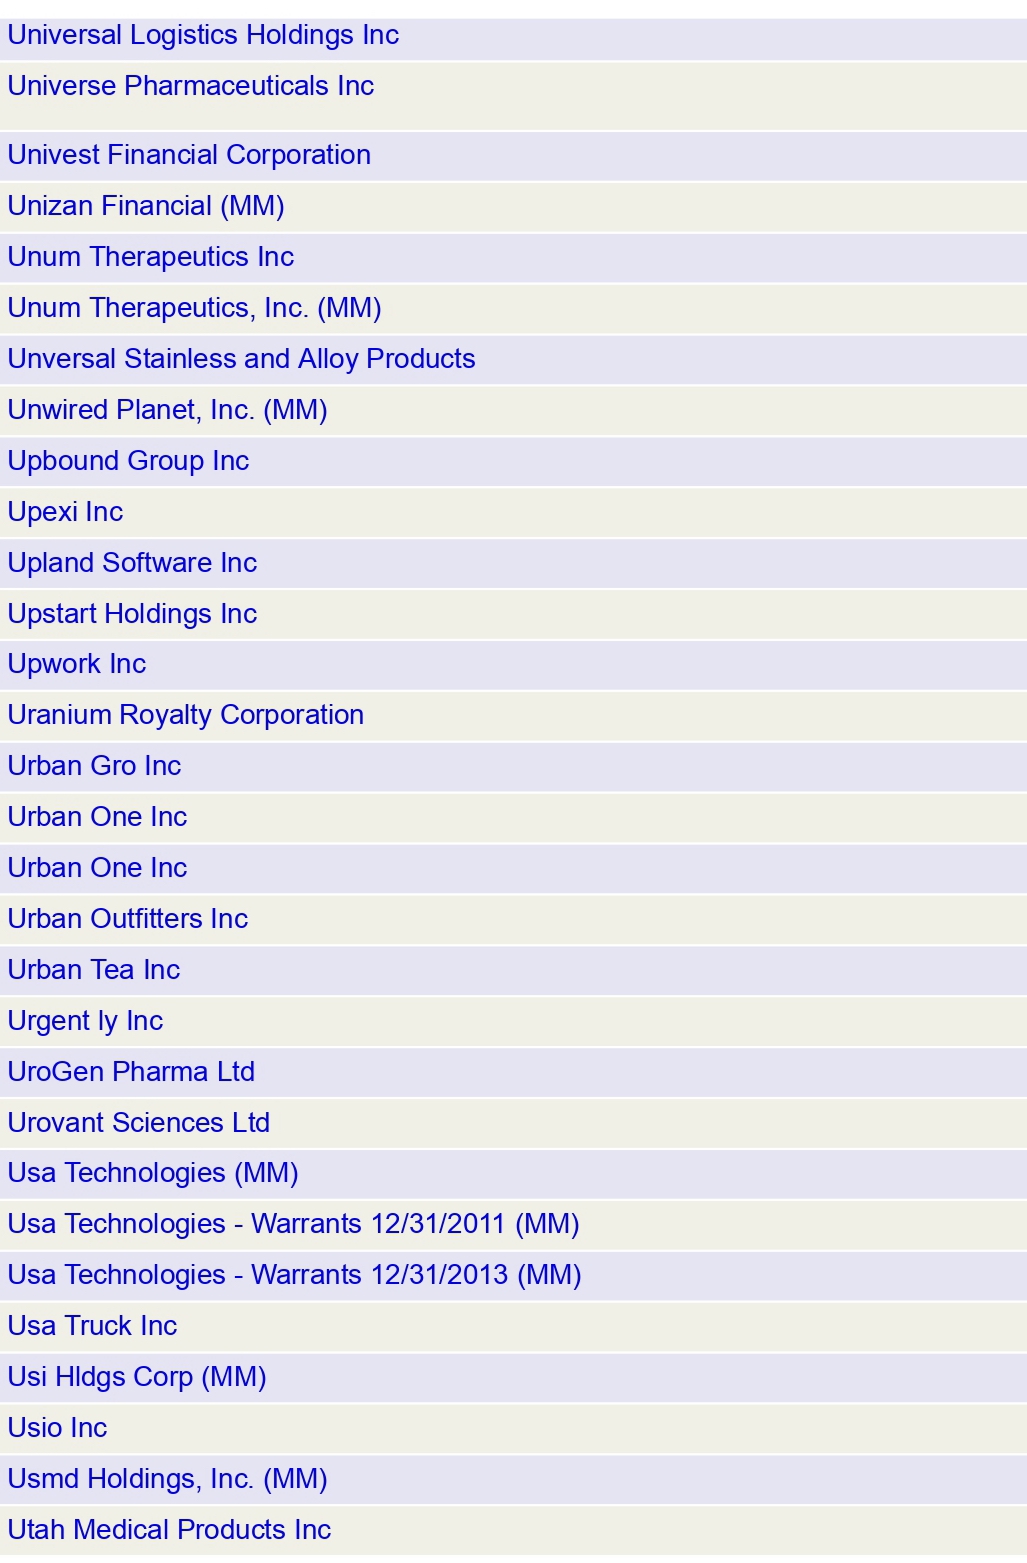 Universal Logistics Holdings Inc
Universe Pharmaceuticals Inc
Univest Financial Corporation
Unizan Financial (MM)
Unum Therapeutics Inc
Unum Therapeutics, Inc. (MM)
Unversal Stainless and Alloy Products
Unwired Planet, Inc. (MM)
Upbound Group Inc
Upexi Inc
Upland Software Inc
Upstart Holdings Inc
Upwork Inc
Uranium Royalty Corporation
Urban Gro Inc
Urban One Inc
Urban One Inc
Urban Outfitters Inc
Urban Tea Inc
Urgent ly Inc
UroGen Pharma Ltd
Urovant Sciences Ltd
Usa Technologies (MM)
Usa Technologies - Warrants 12/31/2011 (MM)
Usa Technologies - Warrants 12/31/2013 (MM)
Usa Truck Inc
Usi Hldgs Corp (MM)
Usio Inc
Usmd Holdings, Inc. (MM)
Utah Medical Products Inc